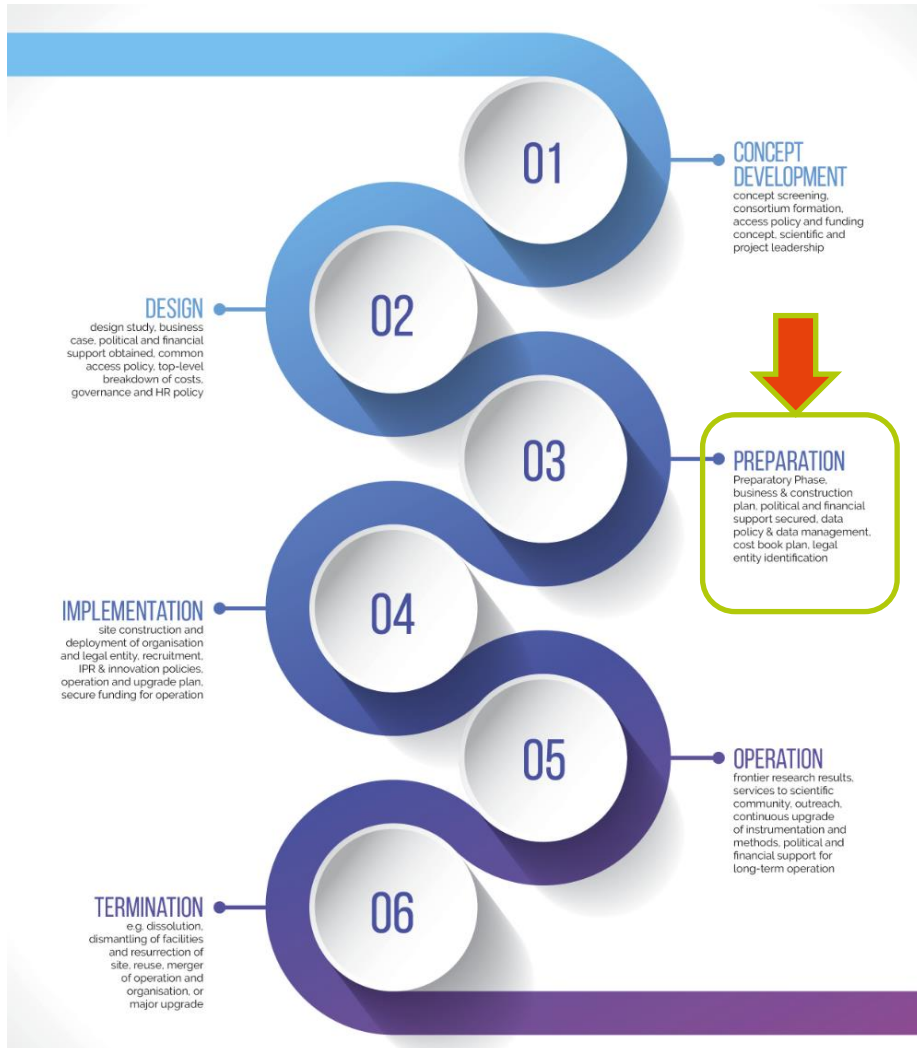 01
CONCEPT
DEVELOPMENT
concept screening,
consortium formation,
access policy and funding
concept, scientific and
project leadership
02
DESIGN
design study, business
case, political and financial
support obtained, common
access policy, top-level
breakdown of costs,
governance and HR policy
03
PREPARATION
Preparatory Phase,
business & construction
plan, political and financial
support secured, data
policy & data management,
cost book plan, legal
entity identification
04
IMPLEMENTATION
site construction and
deployment of organisation
and legal entity, recruitment,
IPR & innovation policies,
operation and upgrade plan,
secure funding for operation
05
OPERATION
frontier research results,
services to scientific
community, outreach,
continuous upgrade
of instrumentation and
methods, political and
financial support for
long-term operation
06
TERMINATION
e.g. dissolution,
dismantling of facilities
and resurrection of
site, reuse, merger
of operation and
organisation, or
major upgrade